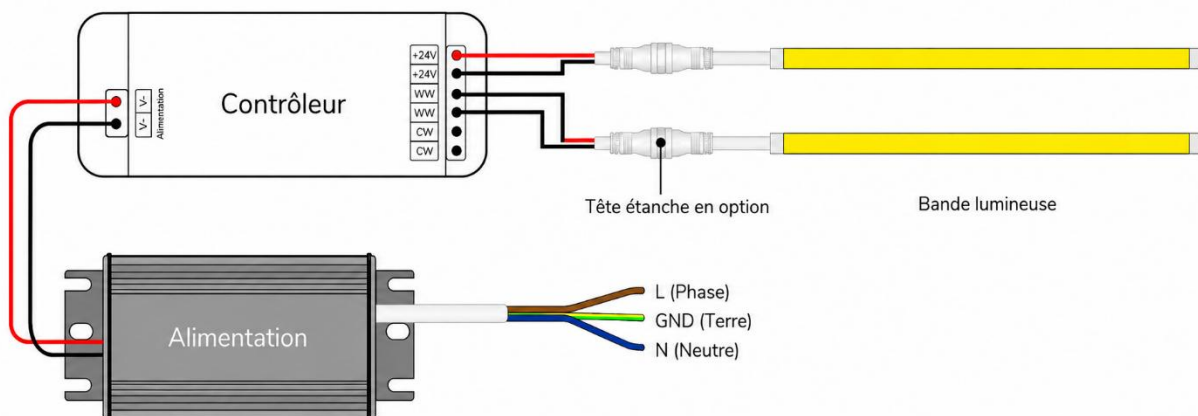 +24V
+24V
WW
WW
CW
CW
V-
V-
Alimentation
Contrôleur
Tête étanche en option
Bande lumineuse
Alimentation
L (Phase)
GND (Terre)
N (Neutre)